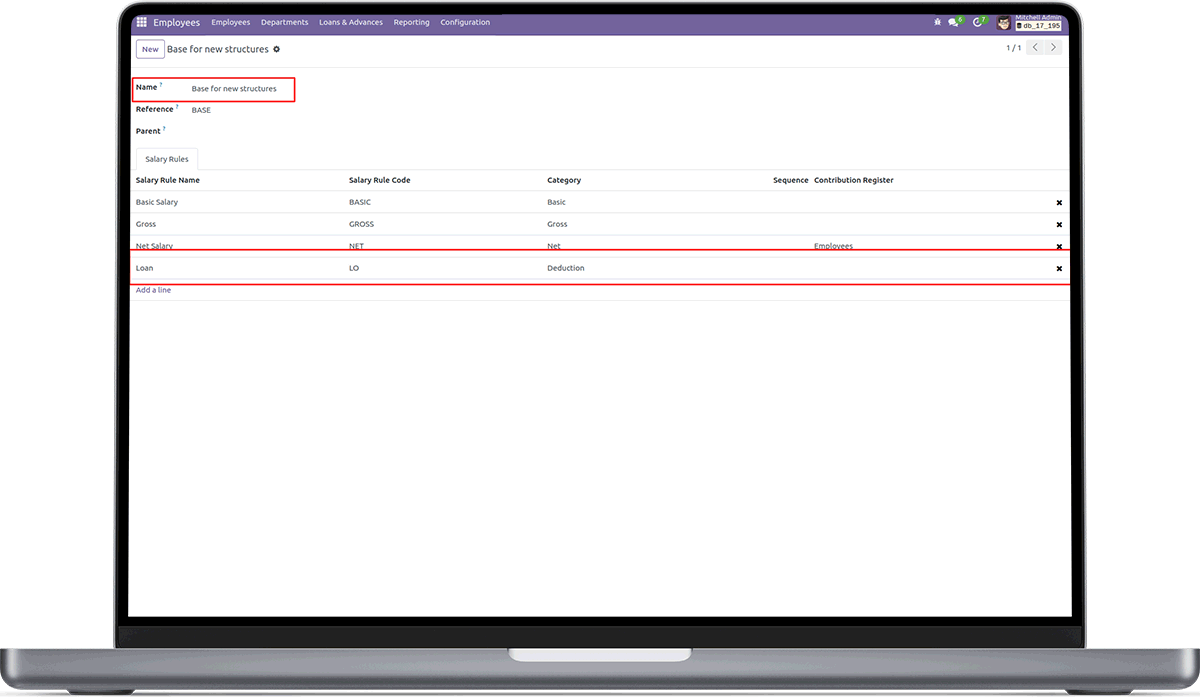 Employees Employees Departments Loans & Advances Reporting Configuration 6 7 Mitchell Admin
db_17_195
New Base for new structures 1 / 1
Name ? Base for new structures
Reference ? BASE
Parent ?
Salary Rules
Salary Rule Name Salary Rule Code Category Sequence Contribution Register
Basic Salary BASIC Basic
Gross GROSS Gross
Net Salary NET Net Employees
Loan LO Deduction
Add a line